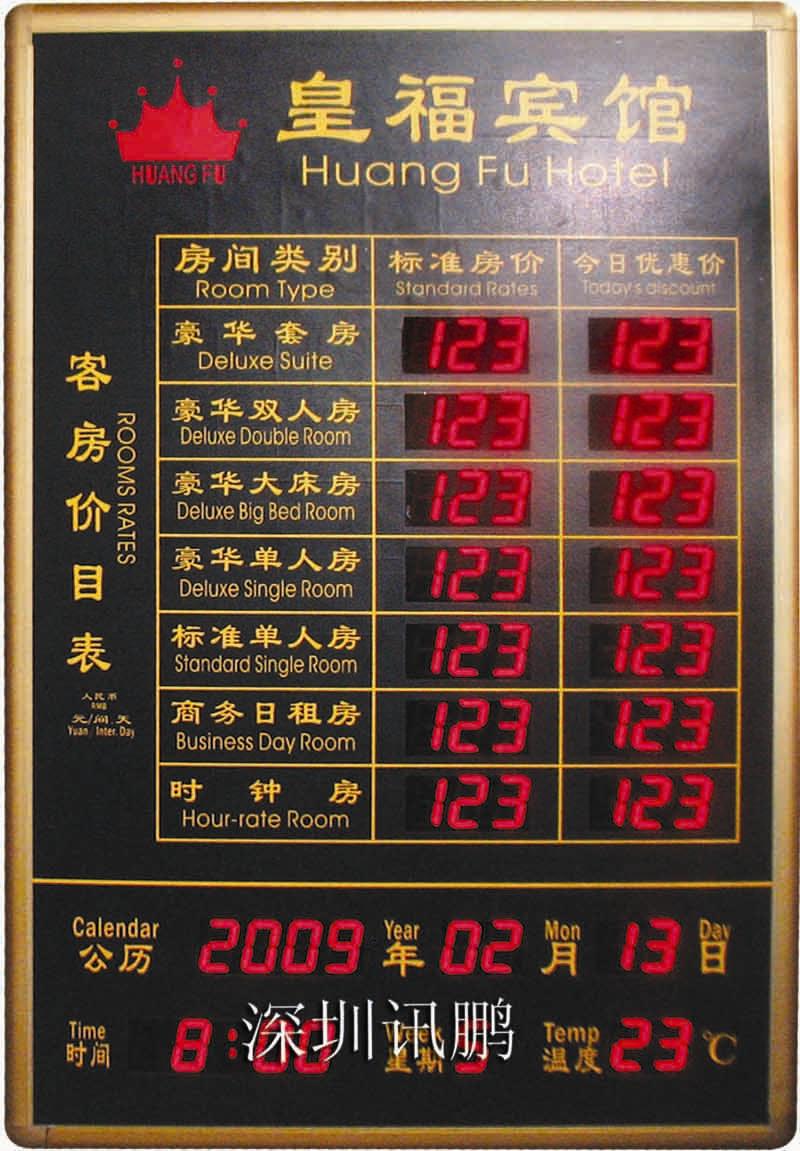 HUANG FU
皇福宾馆
Huang Fu Hotel
客房价目表
ROOMS RATES
人民币
RMB
元/间.天
Yuan / Inter. Day
房间类别 标准房价 今日优惠价
Room Type Standard Rates Today's discount
豪华套房 123 123
Deluxe Suite
豪华双人房 123 123
Deluxe Double Room
豪华大床房 123 123
Deluxe Big Bed Room
豪华单人房 123 123
Deluxe Single Room
标准单人房 123 123
Standard Single Room
商务日租房 123 123
Business Day Room
时钟房 123 123
Hour-rate Room
Calendar Year Mon Day
公历 2009 年 02 月 13 日
Time Week Temp
时间 8:00 星期 5 温度 23 ℃
深圳讯鹏